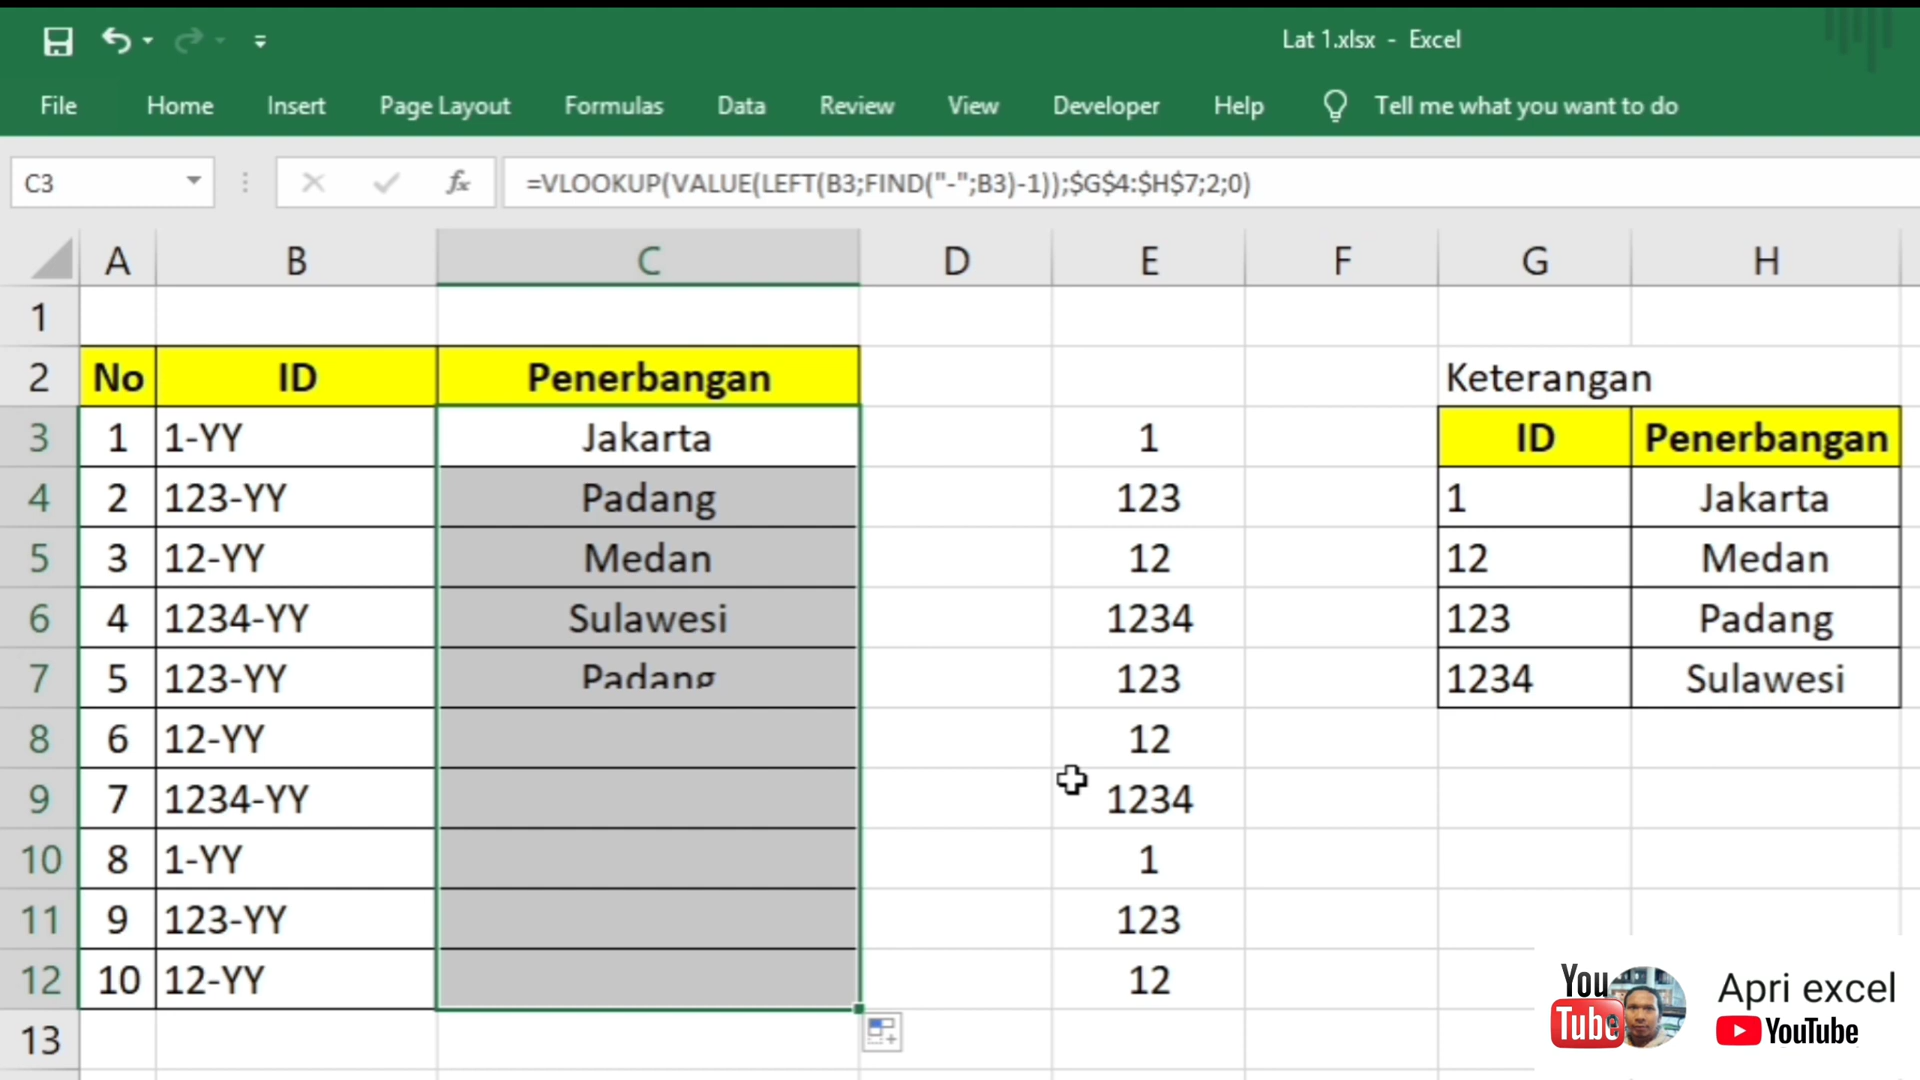 Lat 1.xlsx - Excel
File Home Insert Page Layout Formulas Data Review View Developer Help Tell me what you want to do
C3 fx =VLOOKUP(VALUE(LEFT(B3;FIND("-";B3)-1));$G$4:$H$7;2;0)
A B C D E F G H
1
2 No ID Penerbangan Keterangan
3 1 1-YY Jakarta 1 ID Penerbangan
4 2 123-YY Padang 123 1 Jakarta
5 3 12-YY Medan 12 12 Medan
6 4 1234-YY Sulawesi 1234 123 Padang
7 5 123-YY Padang 123 1234 Sulawesi
8 6 12-YY 12
9 7 1234-YY 1234
10 8 1-YY 1
11 9 123-YY 123
12 10 12-YY 12
13
You Tube Apri excel
YouTube